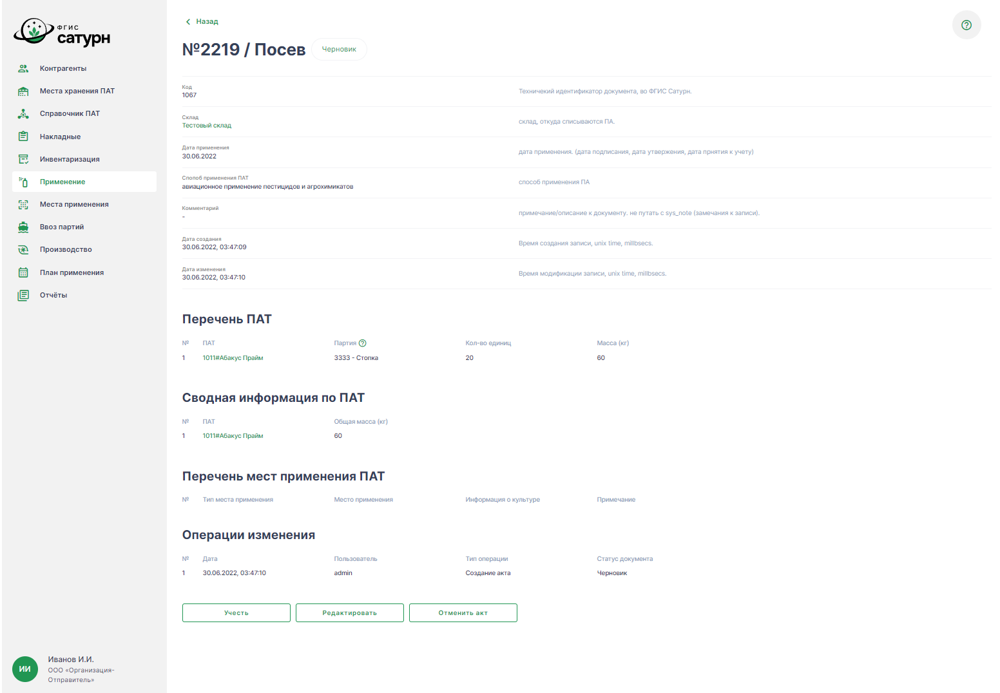 ФГИС
сатурн
Контрагенты
Места хранения ПАТ
Справочник ПАТ
Накладные
Инвентаризация
Применение
Места применения
Ввоз партий
Производство
План применения
Отчёты
ИИ
Иванов И.И.
ООО «Организация-
Отправитель»
Назад
№2219 / Посев
Черновик
Код
1067
Техничекий идентификатор документа, во ФГИС Сатурн.
Склад
Тестовый склад
склад, откуда списываются ПА.
Дата применения
30.06.2022
дата применения. (дата подписания, дата утвержения, дата прнятия к учету)
Спопоб применения ПАТ
авиационное применение пестицидов и агрохимикатов
способ применения ПА
Комментарий
-
примечание/описание к документу. не путать с sys_note (замечания к записи).
Дата создания
30.06.2022, 03:47:09
Время создания записи, unix time, millbsecs.
Дата изменения
30.06.2022, 03:47:10
Время модификации записи, unix time, millbsecs.
Перечень ПАТ
№ ПАТ Партия ? Кол-во единиц Масса (кг)
1 1011#Абакус Прайм 3333 - Стопка 20 60
Сводная информация по ПАТ
№ ПАТ Общая масса (кг)
1 1011#Абакус Прайм 60
Перечень мест применения ПАТ
№ Тип места применения Место применения Информация о культуре Примечание
Операции изменения
№ Дата Пользователь Тип операции Статус документа
1 30.06.2022, 03:47:10 admin Создание акта Черновик
Учесть Редактировать Отменить акт